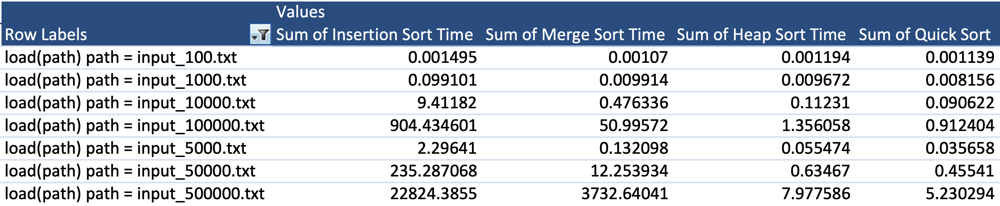 Values
Row Labels Sum of Insertion Sort Time Sum of Merge Sort Time Sum of Heap Sort Time Sum of Quick Sort
load(path) path = input_100.txt 0.001495 0.00107 0.001194 0.001139
load(path) path = input_1000.txt 0.099101 0.009914 0.009672 0.008156
load(path) path = input_10000.txt 9.41182 0.476336 0.11231 0.090622
load(path) path = input_100000.txt 904.434601 50.99572 1.356058 0.912404
load(path) path = input_5000.txt 2.29641 0.132098 0.055474 0.035658
load(path) path = input_50000.txt 235.287068 12.253934 0.63467 0.45541
load(path) path = input_500000.txt 22824.3855 3732.64041 7.977586 5.230294